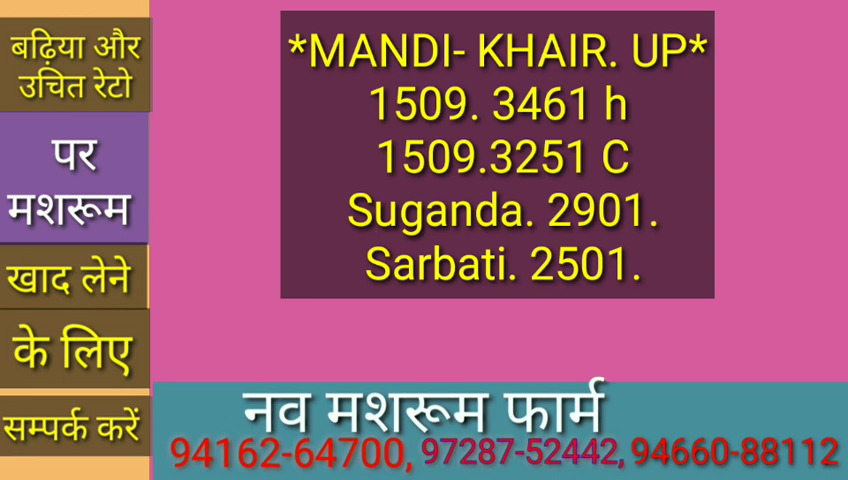 बढ़िया और
उचित रेटो
पर
मशरूम
खाद लेने
के लिए
सम्पर्क करें
*MANDI- KHAIR. UP*
1509. 3461 h
1509.3251 C
Suganda. 2901.
Sarbati. 2501.
नव मशरूम फार्म
94162-64700, 97287-52442, 94660-88112